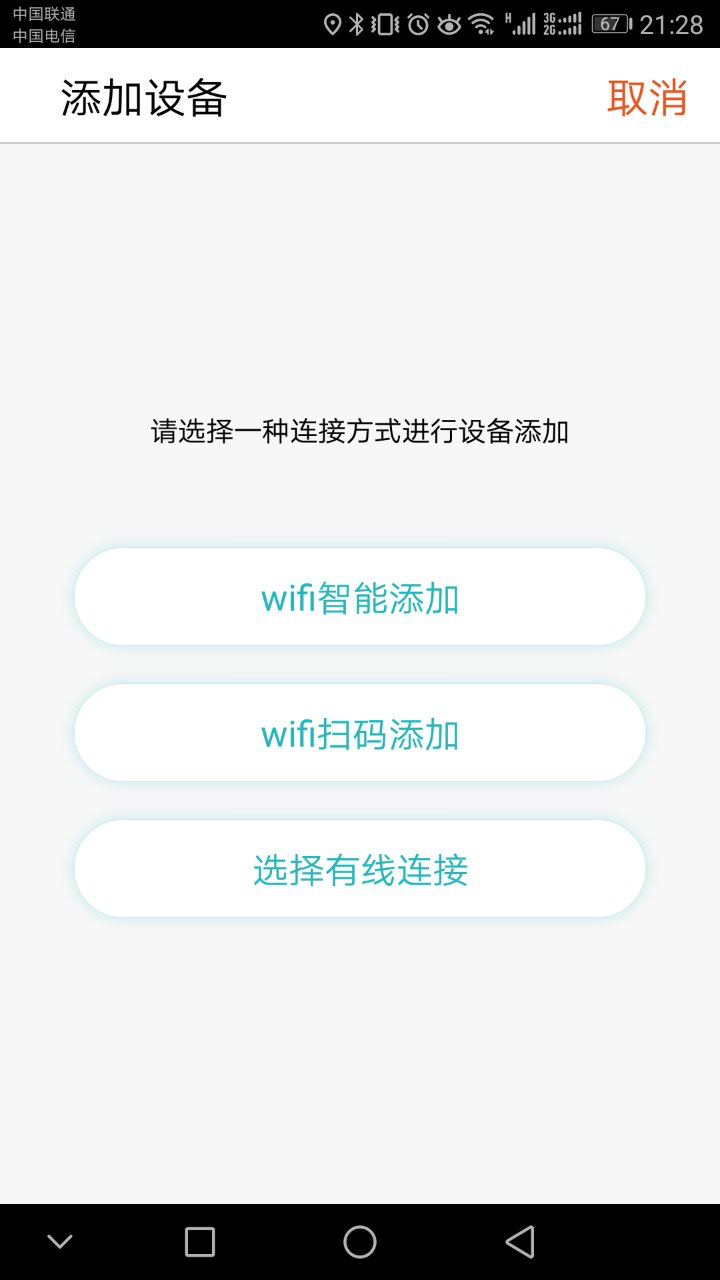 中国联通
中国电信
H
3G
2G
67
21:28
添加设备
取消
请选择一种连接方式进行设备添加
wifi智能添加
wifi扫码添加
选择有线连接